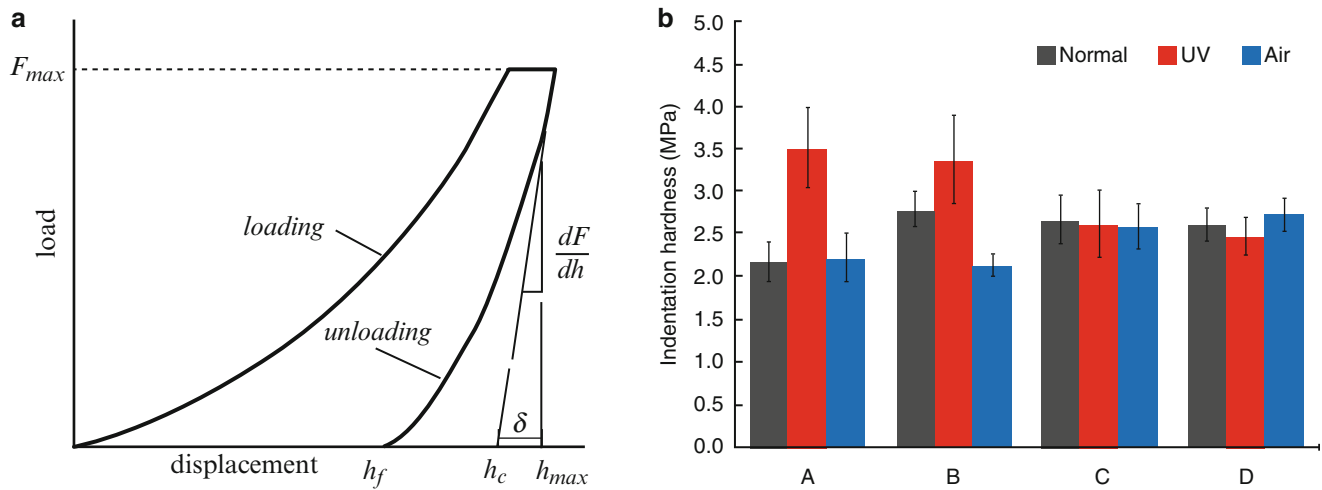 a
F_max
load
loading
unloading
dF
dh
δ
displacement
h_f
h_c
h_max
b
Indentation hardness (MPa)
5.0
4.5
4.0
3.5
3.0
2.5
2.0
1.5
1.0
0.5
0.0
Normal UV Air
A B C D